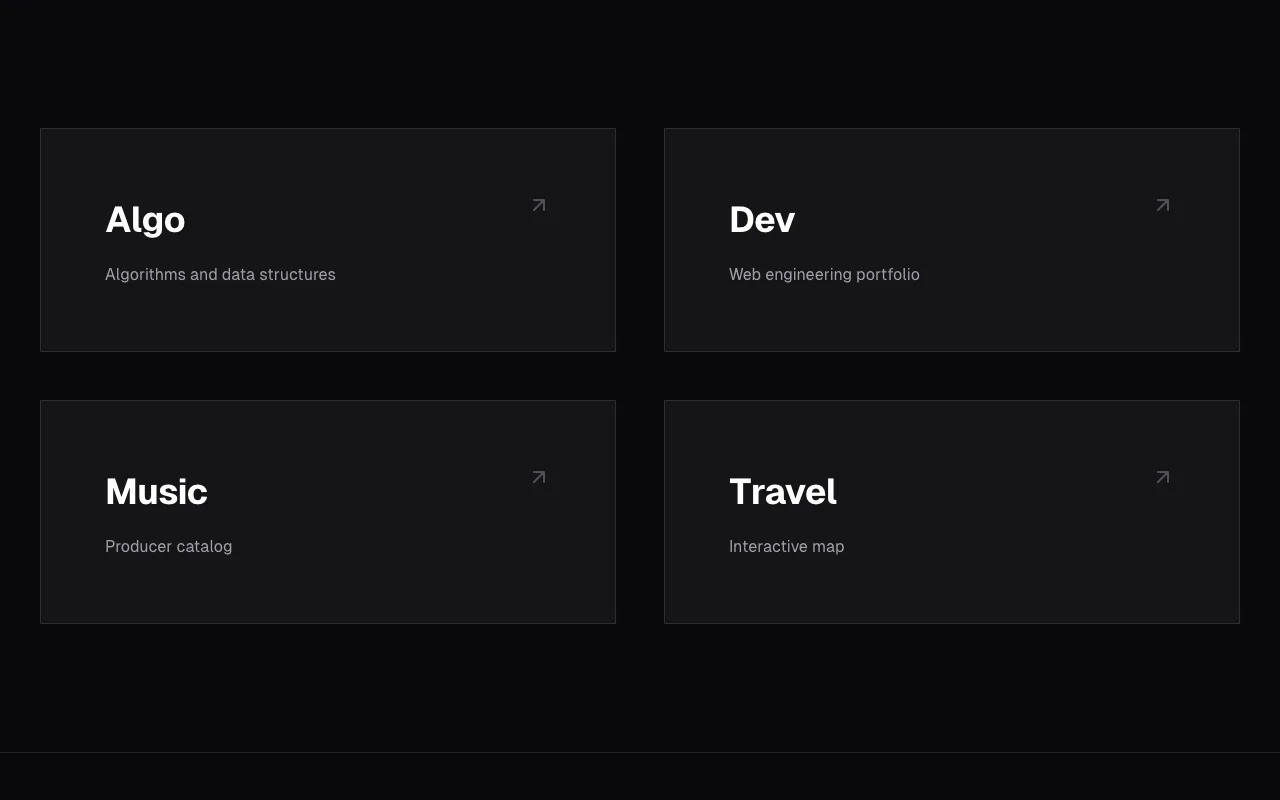 Algo
Algorithms and data structures
Dev
Web engineering portfolio
Music
Producer catalog
Travel
Interactive map